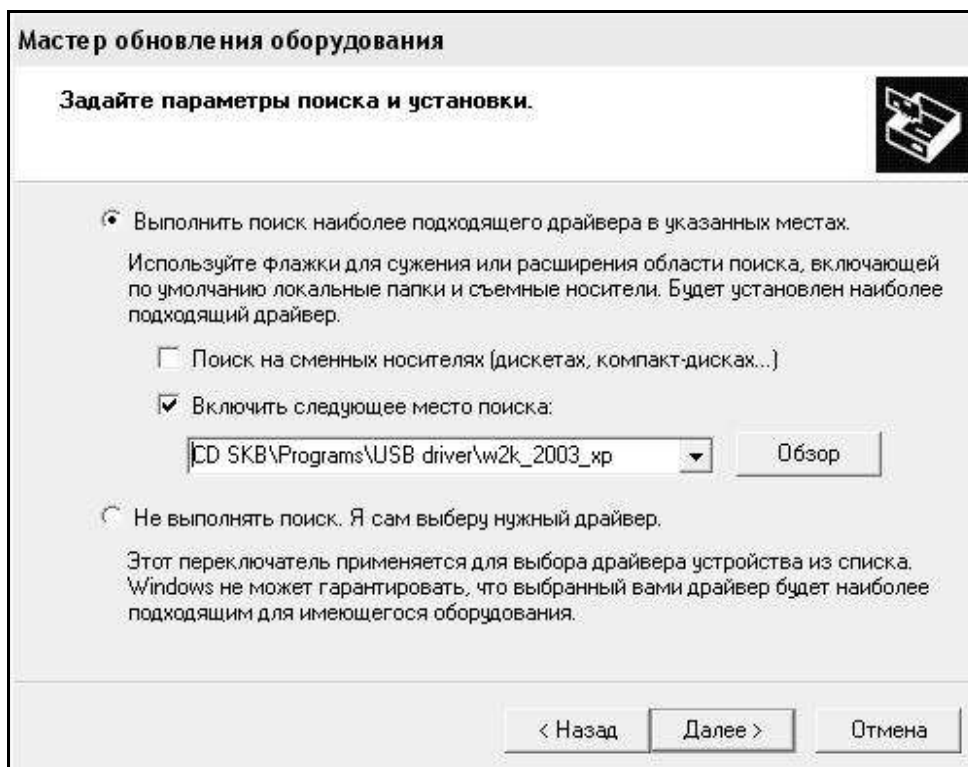 Мастер обновления оборудования
Задайте параметры поиска и установки.
Выполнить поиск наиболее подходящего драйвера в указанных местах.
Используйте флажки для сужения или расширения области поиска, включающей
по умолчанию локальные папки и съемные носители. Будет установлен наиболее
подходящий драйвер.
Поиск на сменных носителях (дискетах, компакт-дисках...)
Включить следующее место поиска:
CD SKB\Programs\USB driver\w2k_2003_xp
Обзор
Не выполнять поиск. Я сам выберу нужный драйвер.
Этот переключатель применяется для выбора драйвера устройства из списка.
Windows не может гарантировать, что выбранный вами драйвер будет наиболее
подходящим для имеющегося оборудования.
< Назад
Далее >
Отмена